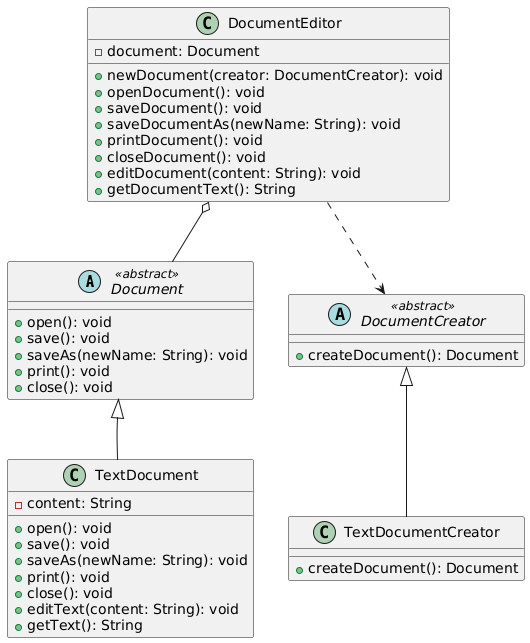 C DocumentEditor
document: Document
newDocument(creator: DocumentCreator): void
openDocument(): void
saveDocument(): void
saveDocumentAs(newName: String): void
printDocument(): void
closeDocument(): void
editDocument(content: String): void
getDocumentText(): String
«abstract»
A Document
open(): void
save(): void
saveAs(newName: String): void
print(): void
close(): void
«abstract»
A DocumentCreator
createDocument(): Document
C TextDocument
content: String
open(): void
save(): void
saveAs(newName: String): void
print(): void
close(): void
editText(content: String): void
getText(): String
C TextDocumentCreator
createDocument(): Document